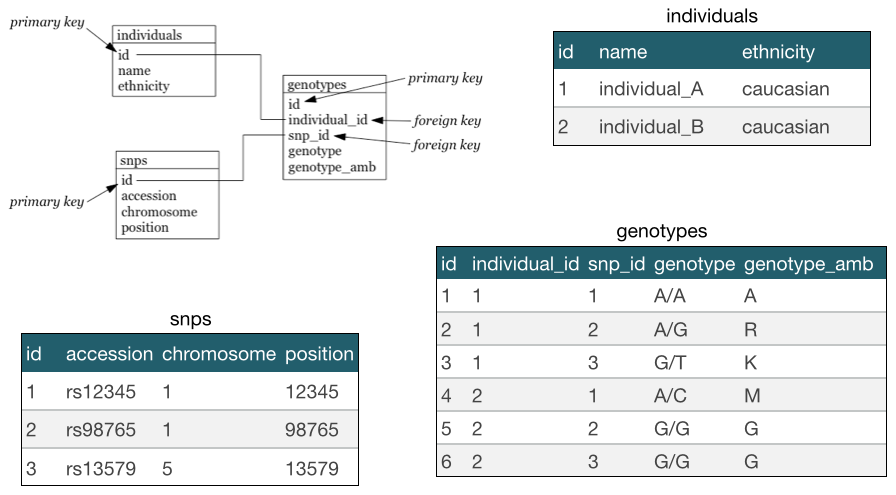 primary key
individuals
id
name
ethnicity
genotypes
id
individual_id
snp_id
genotype
genotype_amb
primary key
foreign key
foreign key
snps
id
accession
chromosome
position
primary key
individuals
id name ethnicity
1 individual_A caucasian
2 individual_B caucasian
genotypes
id individual_id snp_id genotype genotype_amb
1 1 1 A/A A
2 1 2 A/G R
3 1 3 G/T K
4 2 1 A/C M
5 2 2 G/G G
6 2 3 G/G G
snps
id accession chromosome position
1 rs12345 1 12345
2 rs98765 1 98765
3 rs13579 5 13579